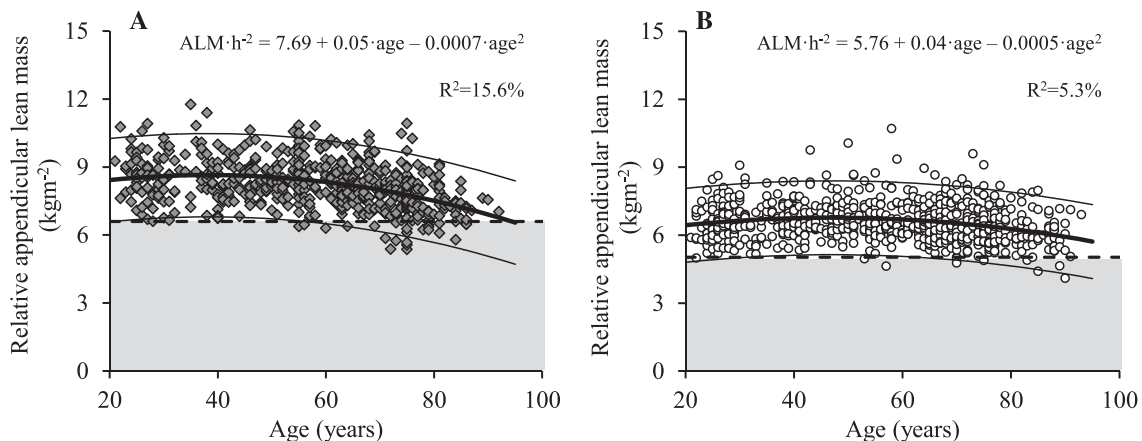 A
ALM·h⁻² = 7.69 + 0.05·age – 0.0007·age²
R²=15.6%
Relative appendicular lean mass
(kgm⁻²)
15
12
9
6
3
0
20
40
60
80
100
Age (years)
B
ALM·h⁻² = 5.76 + 0.04·age – 0.0005·age²
R²=5.3%
Relative appendicular lean mass
(kgm⁻²)
15
12
9
6
3
0
20
40
60
80
100
Age (years)